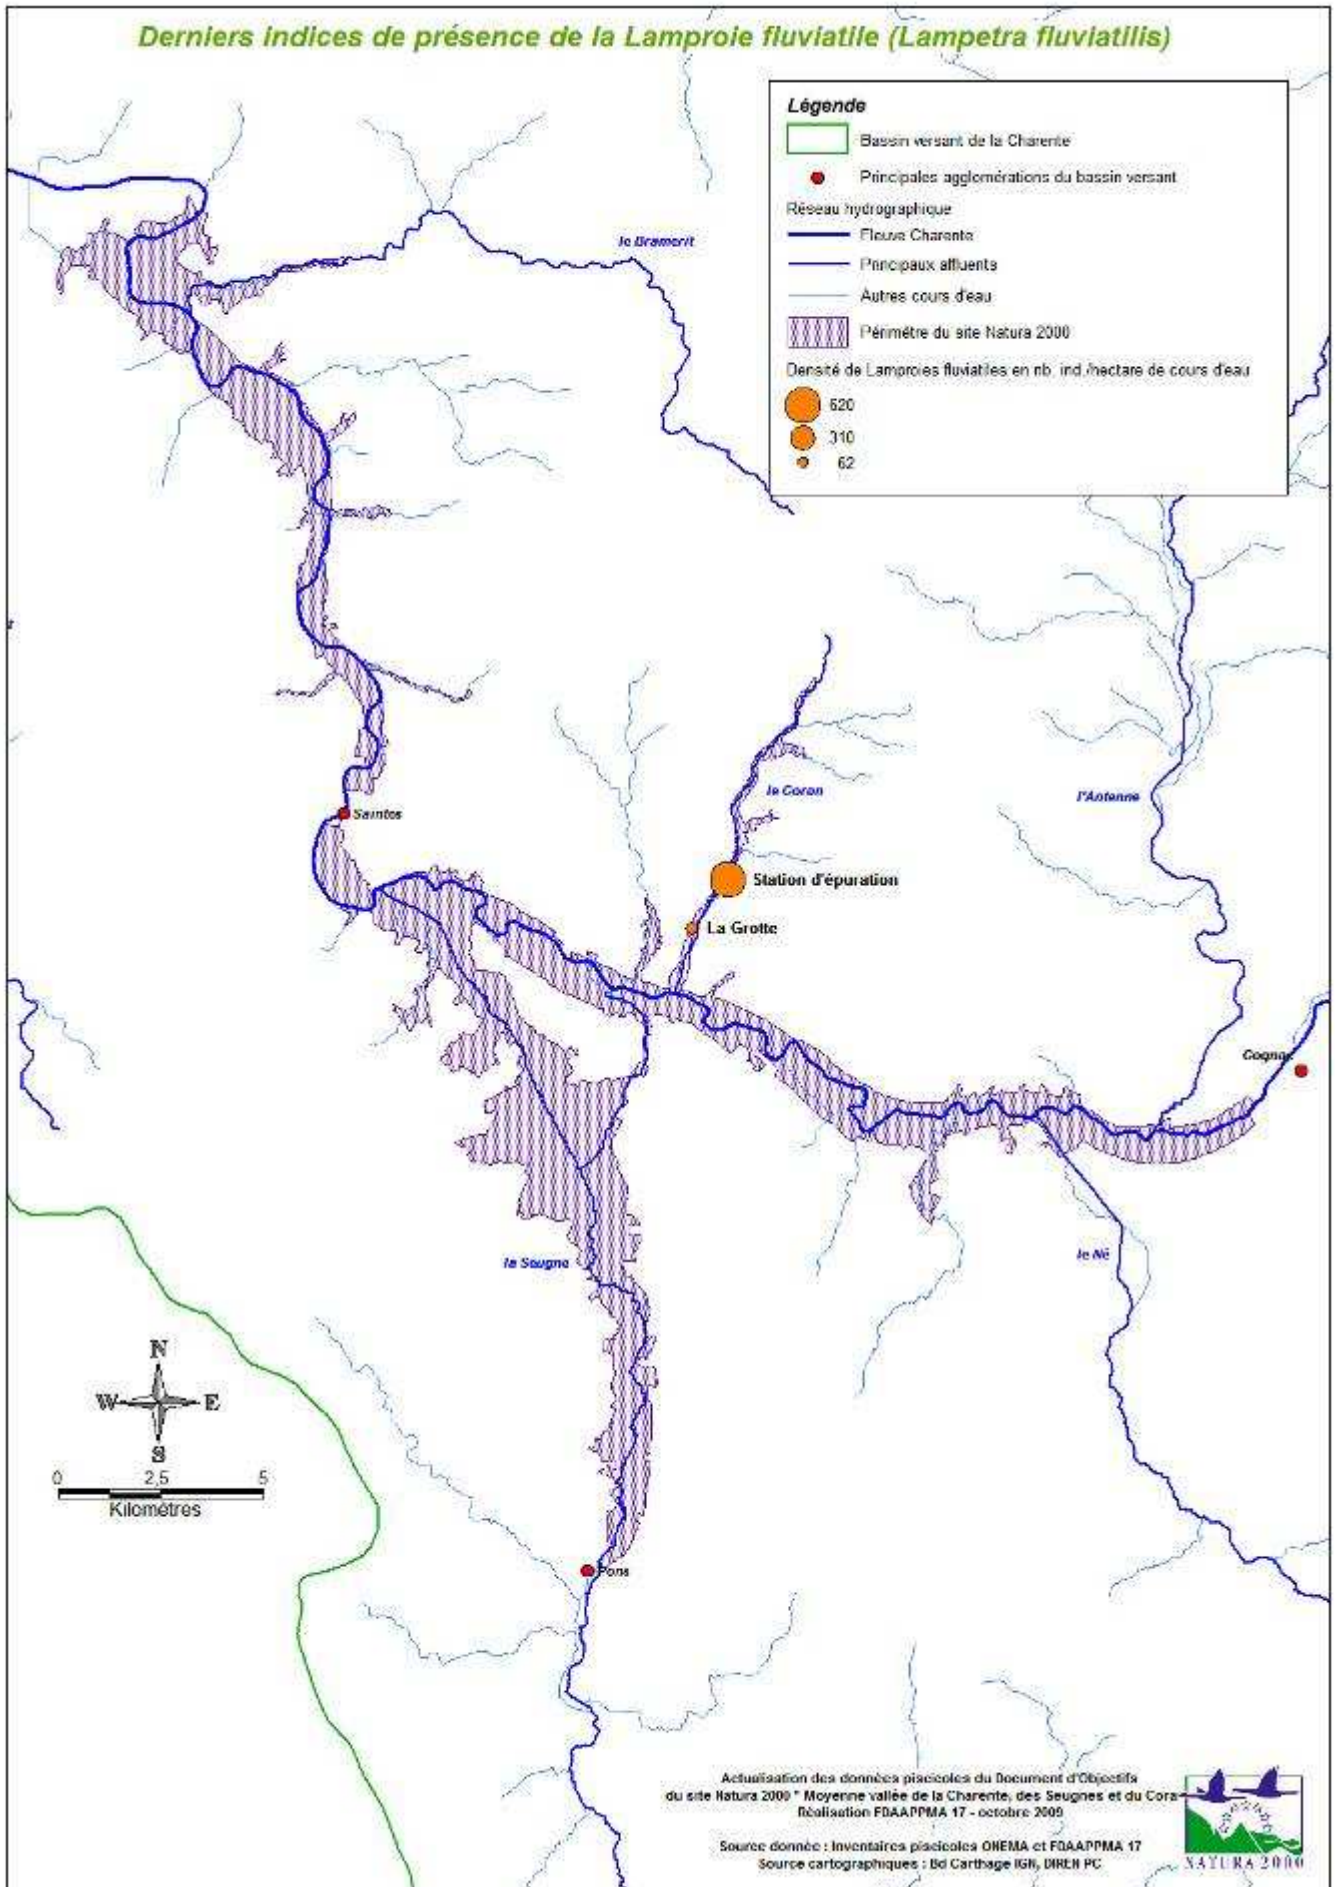 Derniers indices de présence de la Lamproie fluviatile (Lampetra fluviatilis)
Légende
Bassin versant de la Charente
Principales agglomérations du bassin versant
Réseau hydrographique
Fleuve Charente
Principaux affluents
Autres cours d'eau
Périmètre du site Natura 2000
Densité de Lamproies fluviatiles en nb. ind./hectare de cours d'eau
620
310
62
le Bramerit
le Coran
l'Antenne
Saintes
Station d'épuration
La Grotte
Cognac
la Seugne
le Né
N
W E
S
0 2,5 5
Kilomètres
Pons
Actualisation des données piscicoles du Document d'Objectifs
du site Natura 2000 " Moyenne vallée de la Charente, des Seugnes et du Cora
Réalisation FDAAPPMA 17 - octobre 2009
Source donnée : Inventaires piscicoles ONEMA et FDAAPPMA 17
Source cartographiques : Bd Carthage IGN, DIREN PC
NATURA 2000